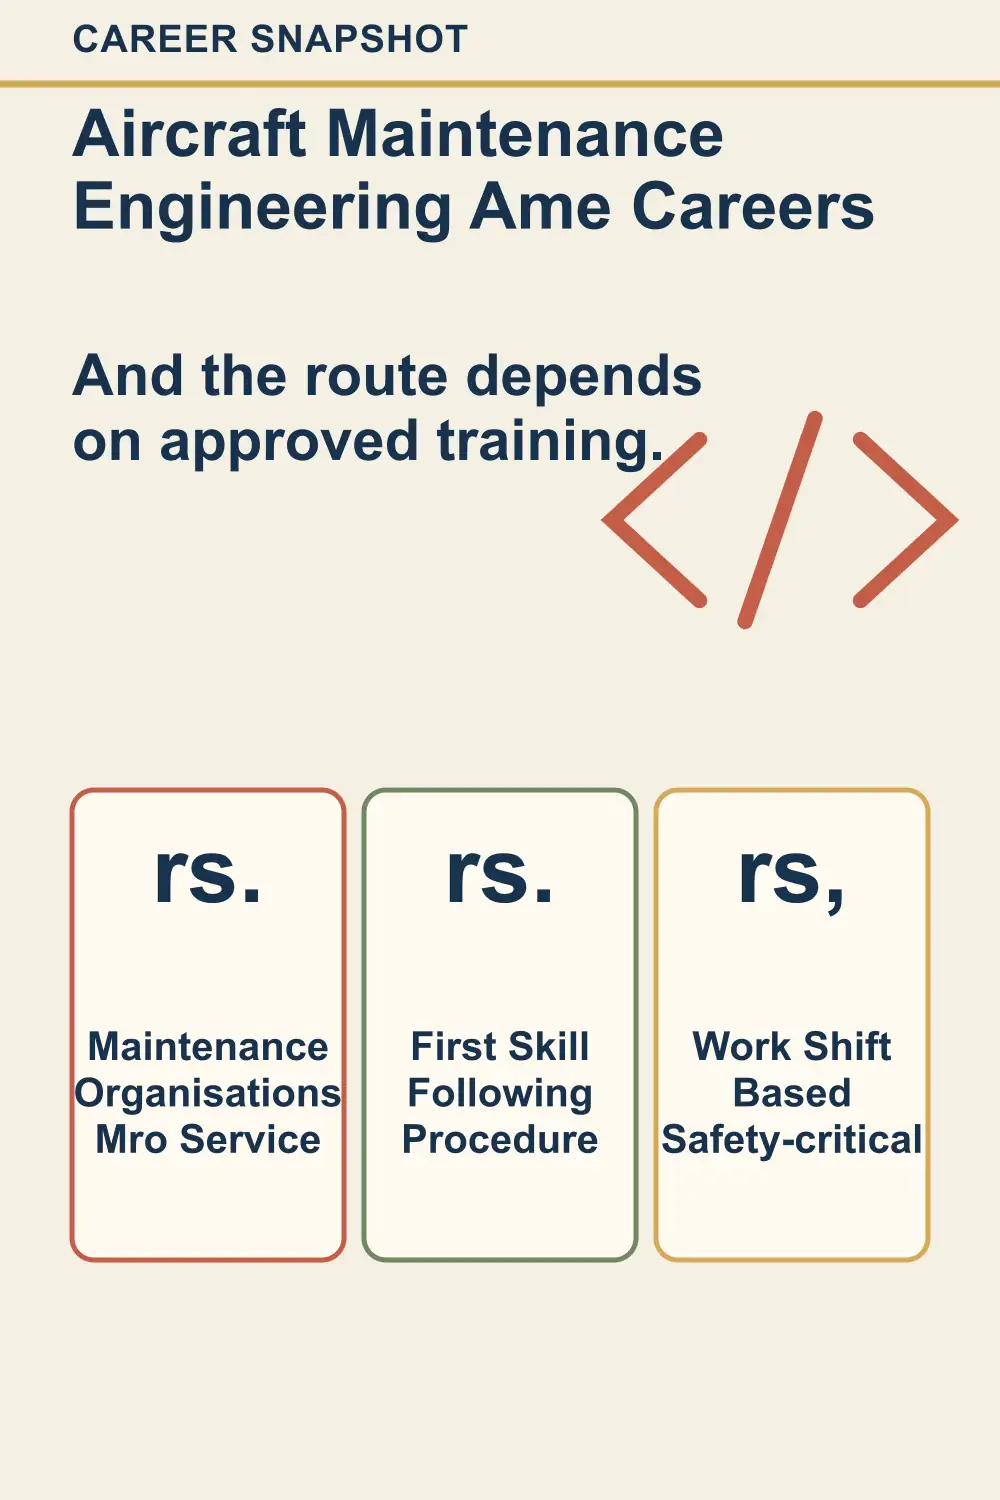 CAREER SNAPSHOT
Aircraft Maintenance
Engineering Ame Careers
And the route depends
on approved training.
rs.
Maintenance
Organisations
Mro Service
rs.
First Skill
Following
Procedure
rs,
Work Shift
Based
Safety-critical